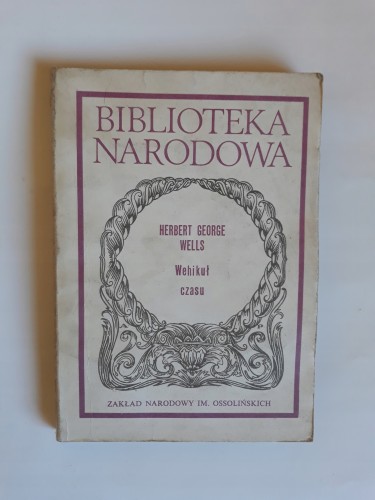 BIBLIOTEKA
NARODOWA
HERBERT GEORGE
WELLS
Wehikuł
czasu
ZAKŁAD NARODOWY IM. OSSOLIŃSKICH